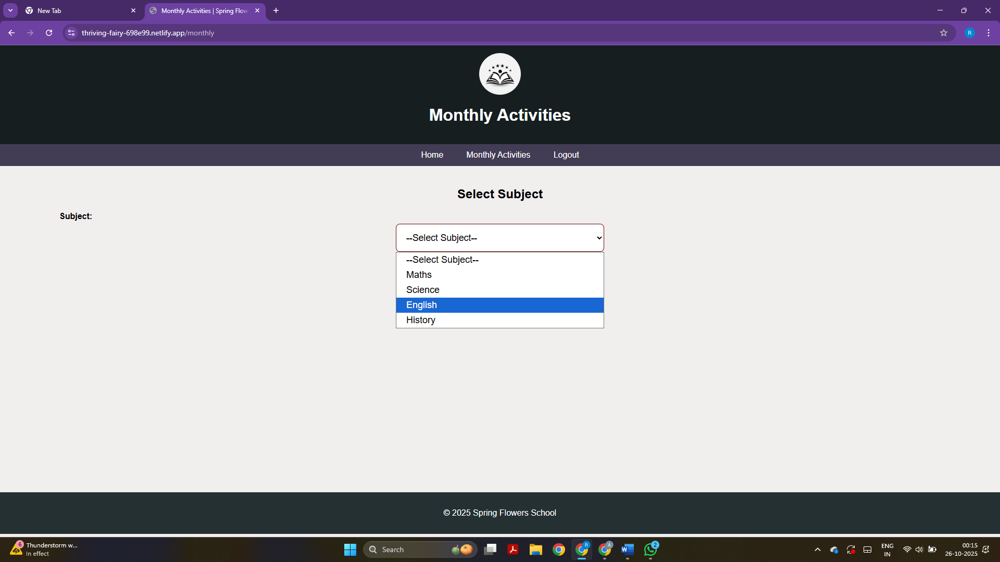 New Tab
Monthly Activities | Spring Flow
thriving-fairy-698e99.netlify.app/monthly
R
Monthly Activities
Home Monthly Activities Logout
Select Subject
Subject:
--Select Subject--
--Select Subject--
Maths
Science
English
History
© 2025 Spring Flowers School
6
Thunderstorm w...
In effect
Search
R
A
W
2
ENG
IN
00:15
26-10-2025